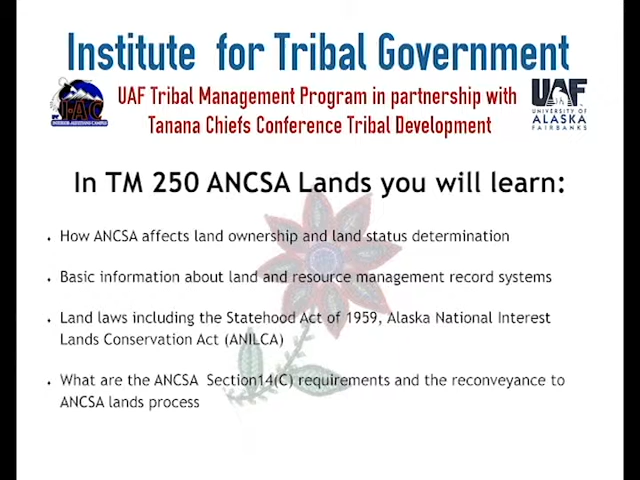 Institute for Tribal Government
UAF Tribal Management Program in partnership with
Tanana Chiefs Conference Tribal Development
I-A-C
INTERIOR-ALEUTIANS CAMPUS
UAF
UNIVERSITY OF
ALASKA
FAIRBANKS
In TM 250 ANCSA Lands you will learn:
• How ANCSA affects land ownership and land status determination
• Basic information about land and resource management record systems
• Land laws including the Statehood Act of 1959, Alaska National Interest
Lands Conservation Act (ANILCA)
• What are the ANCSA Section14(C) requirements and the reconveyance to
ANCSA lands process